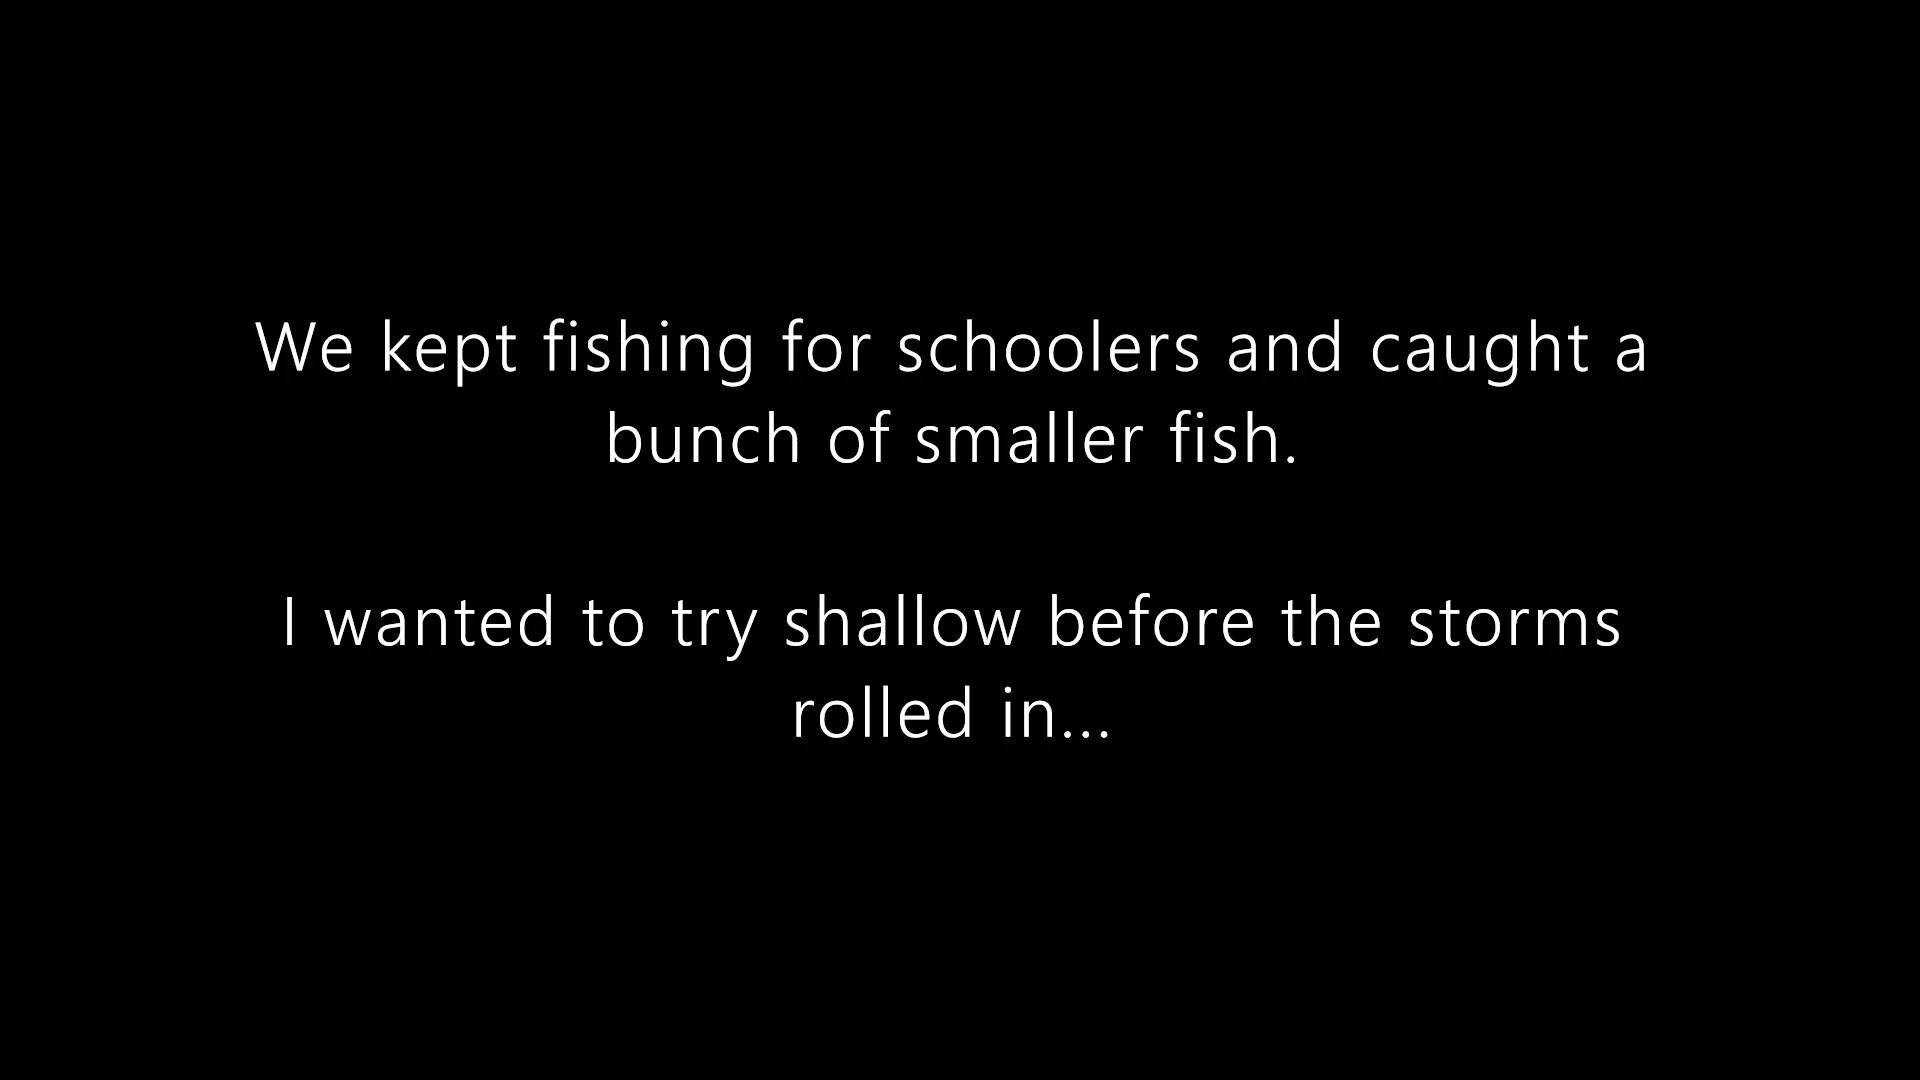 We kept fishing for schoolers and caught a
bunch of smaller fish.
I wanted to try shallow before the storms
rolled in...